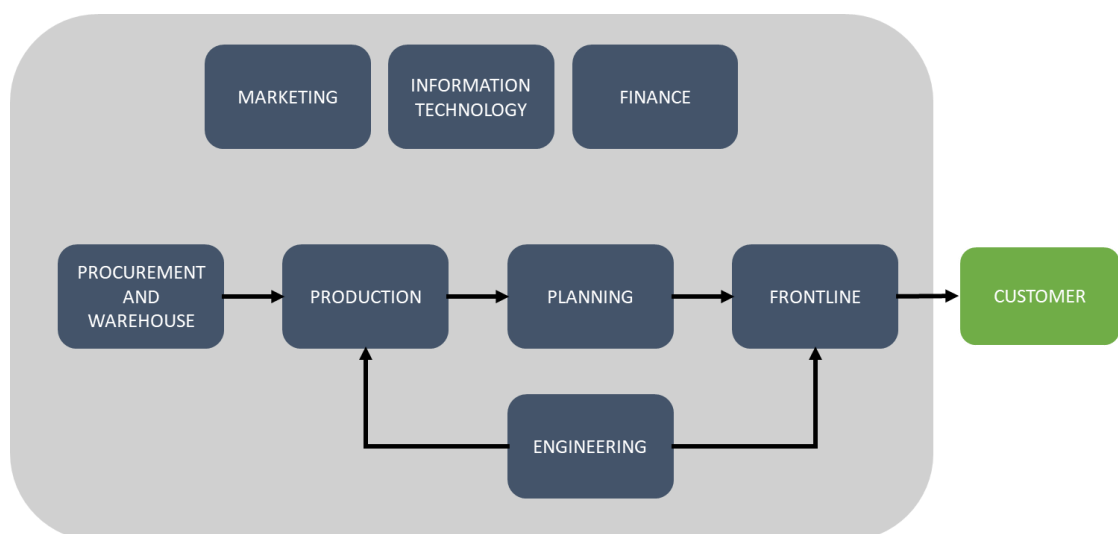 MARKETING
INFORMATION
TECHNOLOGY
FINANCE
PROCUREMENT
AND
WAREHOUSE
PRODUCTION
PLANNING
FRONTLINE
CUSTOMER
ENGINEERING